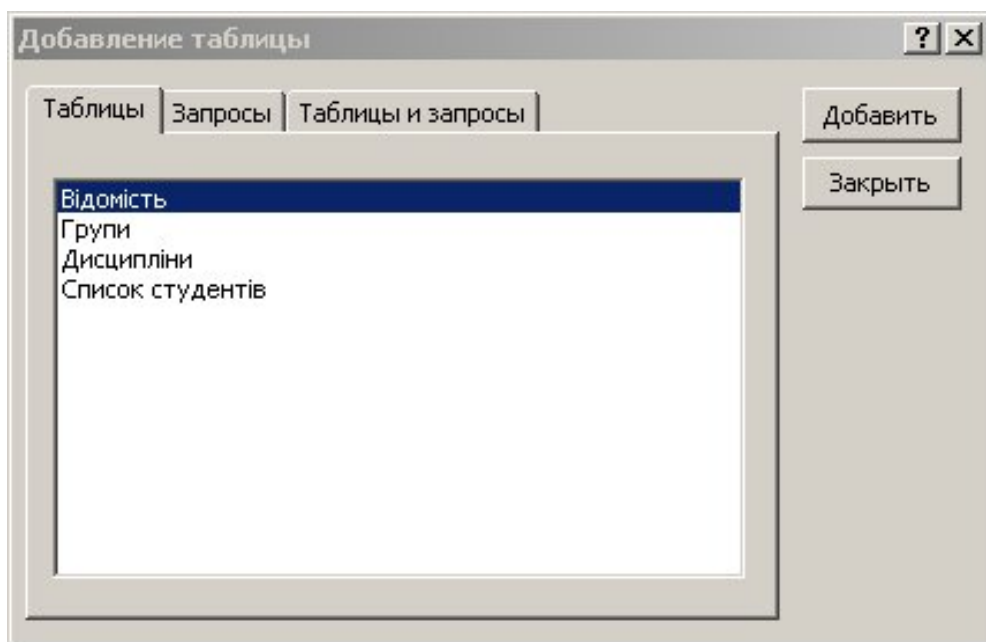 Добавление таблицы
Таблицы Запросы Таблицы и запросы
Добавить
Закрыть
Відомість
Групи
Дисципліни
Список студентів